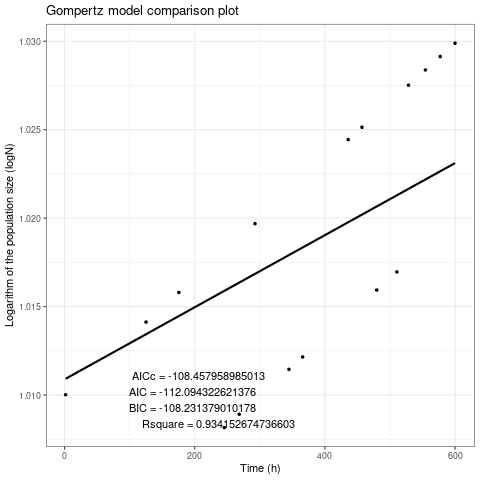 Gompertz model comparison plot
1.030
1.025
1.020
1.015
1.010
Logarithm of the population size (logN)
AICc = -108.457958985013
AIC = -112.094322621376
BIC = -108.231379010178
Rsquare = 0.934152674736603
0 200 400 600
Time (h)